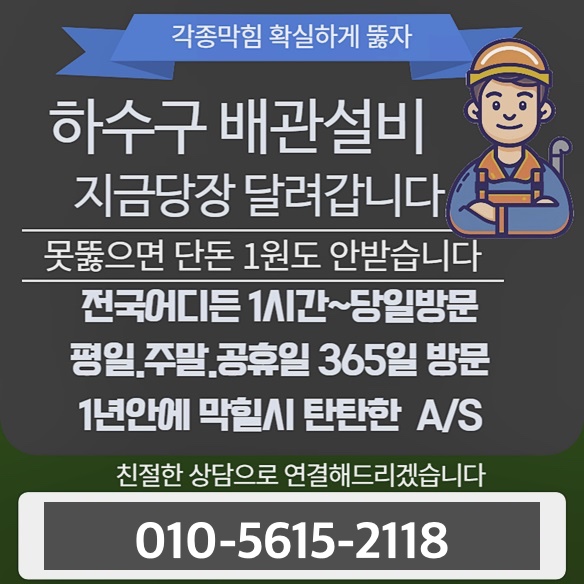 각종막힘 확실하게 뚫자
하수구 배관설비
지금당장 달려갑니다
못뚫으면 단돈 1원도 안받습니다
전국어디든 1시간~당일방문
평일.주말.공휴일 365일 방문
1년안에 막힐시 탄탄한 A/S
친절한 상담으로 연결해드리겠습니다
010-5615-2118